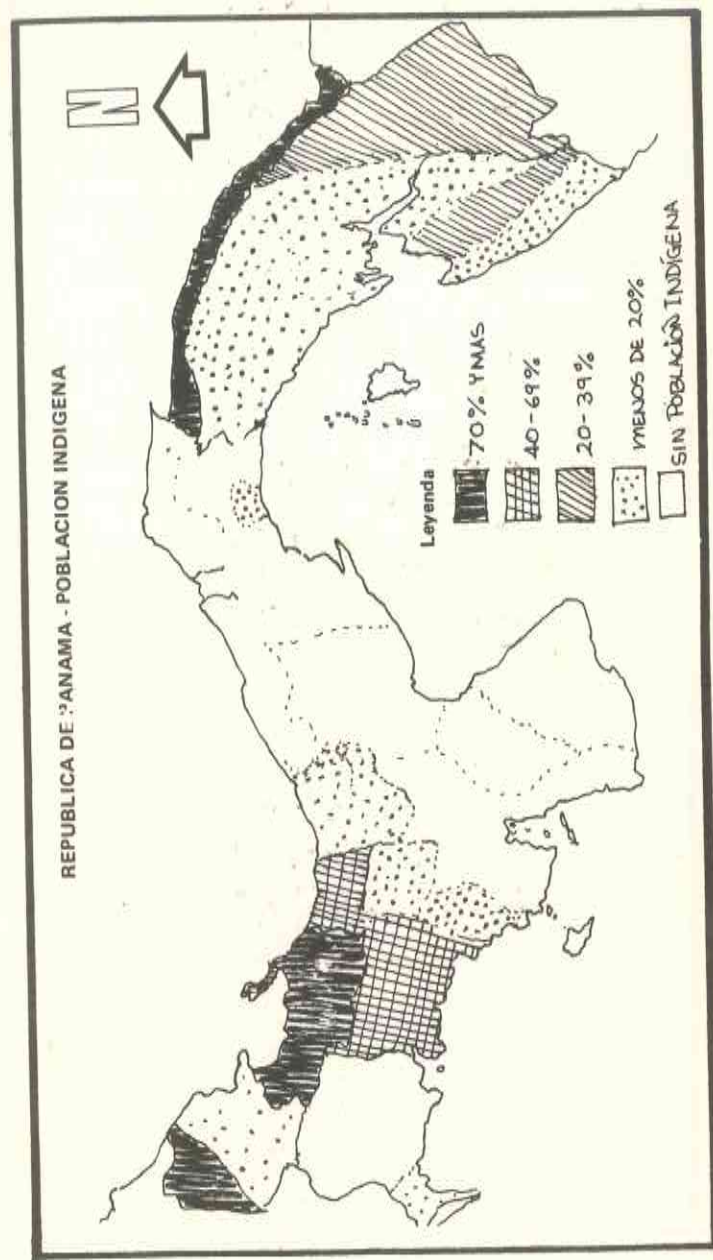 REPUBLICA DE PANAMA - POBLACION INDIGENA
N
Leyenda
70% Y MAS
40-69%
20-39%
MENOS DE 20%
SIN POBLACIÓN INDÍGENA